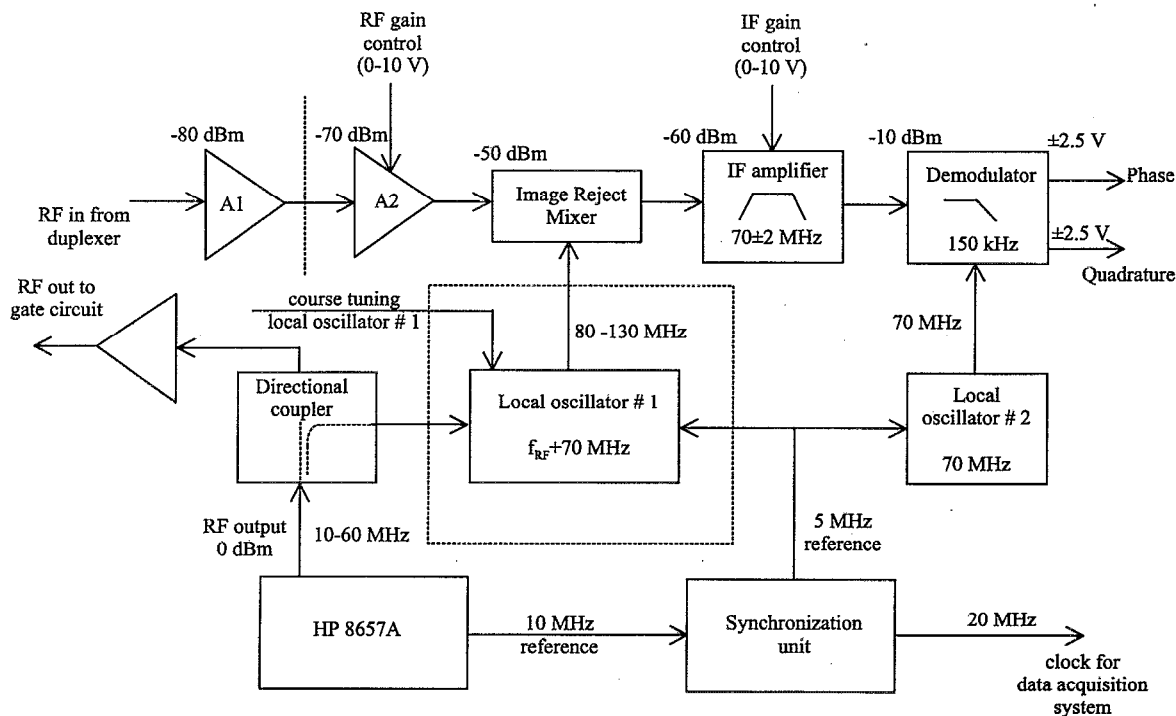 RF gain
control
(0-10 V)
IF gain
control
(0-10 V)
-80 dBm
-70 dBm
-50 dBm
-60 dBm
-10 dBm
±2.5 V
A1
A2
Image Reject
Mixer
IF amplifier
70±2 MHz
Demodulator
150 kHz
Phase
±2.5 V
Quadrature
RF in from
duplexer
RF out to
gate circuit
course tuning
local oscillator # 1
80 -130 MHz
70 MHz
Directional
coupler
Local oscillator # 1
fRF+70 MHz
Local
oscillator # 2
70 MHz
RF output
0 dBm
10-60 MHz
5 MHz
reference
HP 8657A
10 MHz
reference
Synchronization
unit
20 MHz
clock for
data acquisition
system